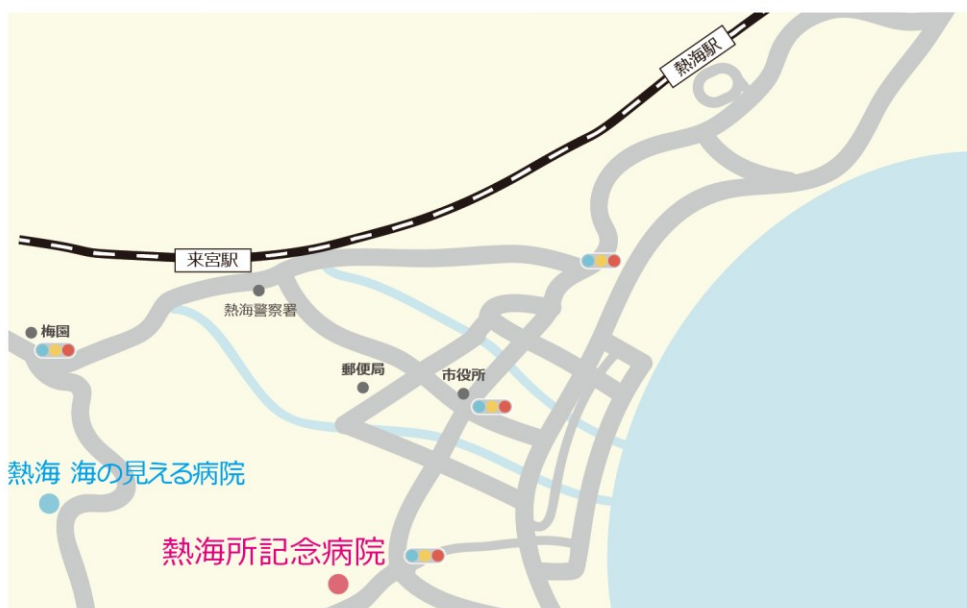 熱海駅
来宮駅
熱海警察署
梅国
郵便局
市役所
熱海 海の見える病院
熱海所記念病院